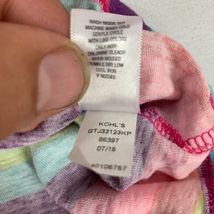 WASH INSIDE OUT
MACHINE WASH COLD
GENTLE CYCLE
WITH LIKE COLORS
ONLY NON-CHLORINE
BLEACH WHEN
NEEDED
TUMBLE DRY LOW
COOL IRON
IF NEEDED
KOHL'S
GTJ33123KP
86397
07/15
#0106757